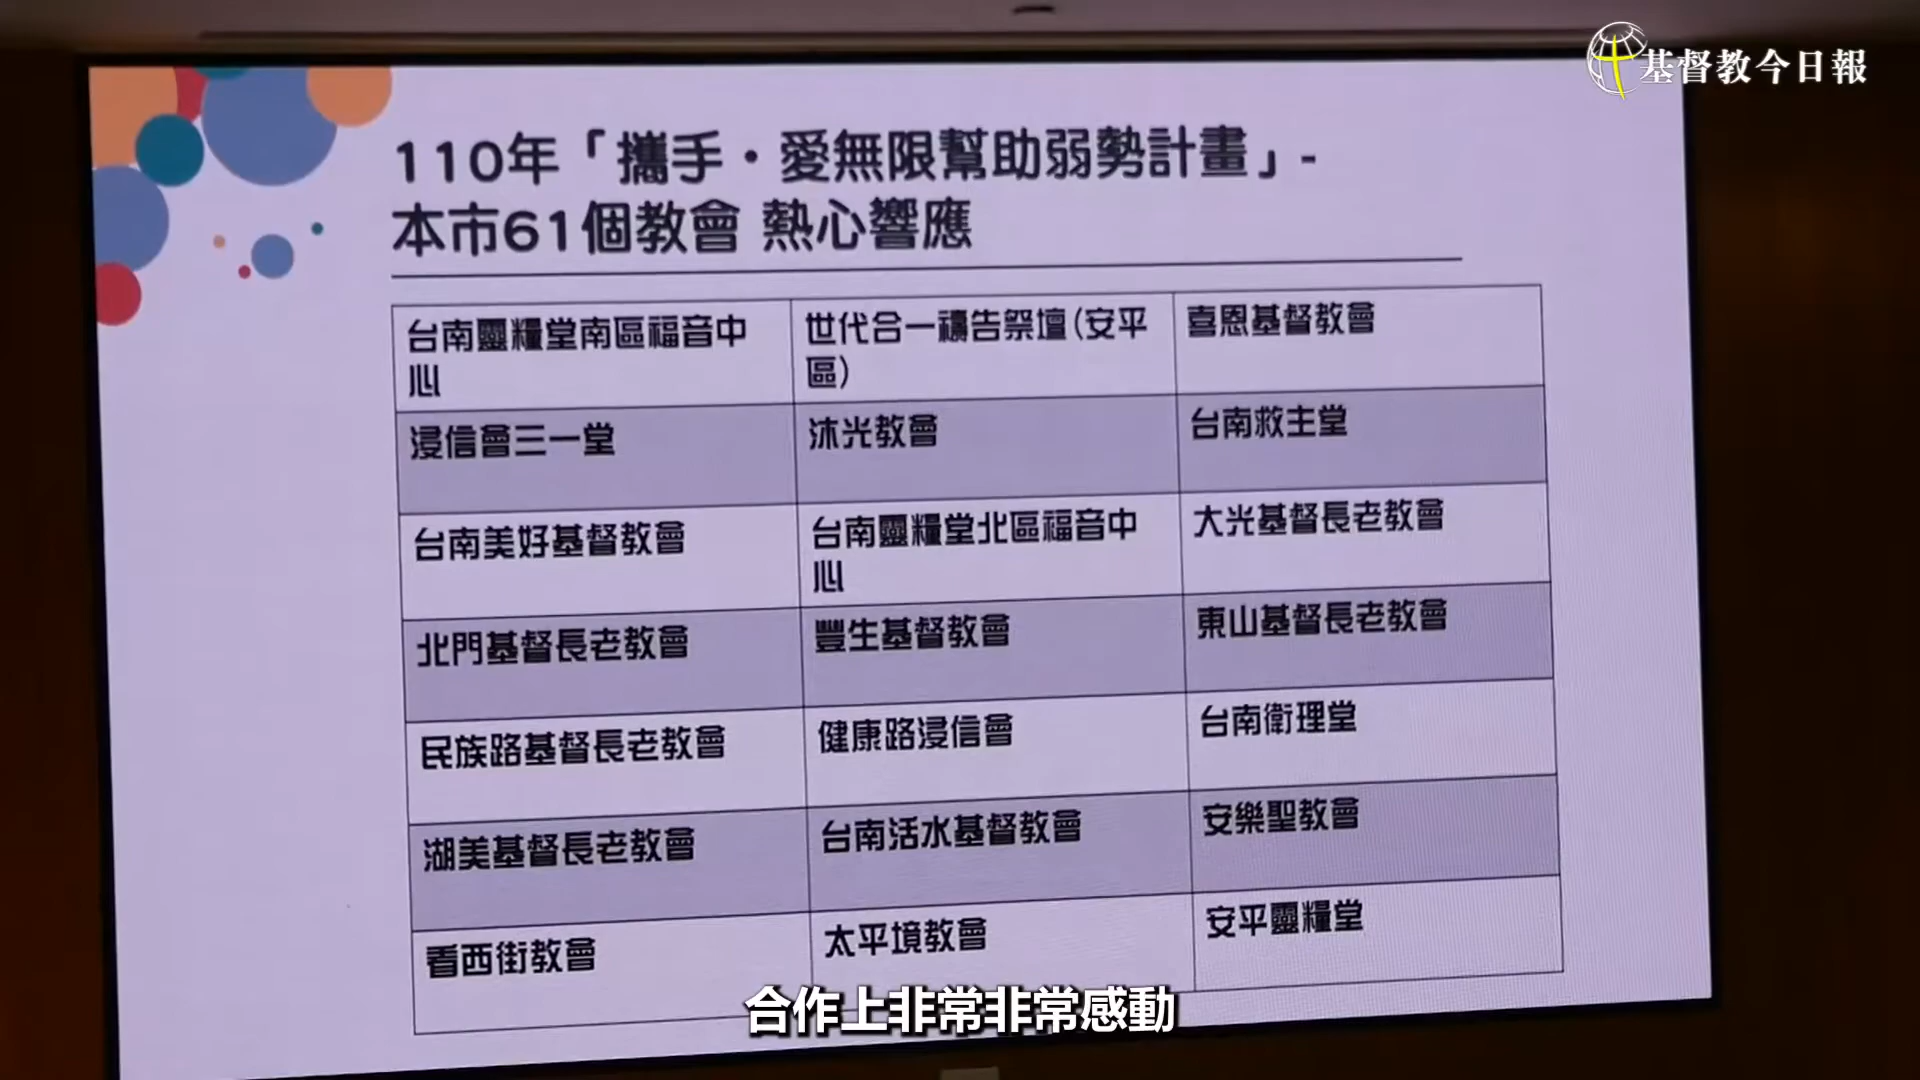 基督教今日報
110年「攜手・愛無限幫助弱勢計畫」-
本市61個教會 熱心響應
台南靈糧堂南區福音中
心
世代合一禱告祭壇(安平
區)
喜恩基督教會
浸信會三一堂
沐光教會
台南救主堂
台南美好基督教會
台南靈糧堂北區福音中
心
大光基督長老教會
北門基督長老教會
豐生基督教會
東山基督長老教會
民族路基督長老教會
健康路浸信會
台南衛理堂
湖美基督長老教會
台南活水基督教會
安樂聖教會
看西街教會
太平境教會
安平靈糧堂
合作上非常非常感動